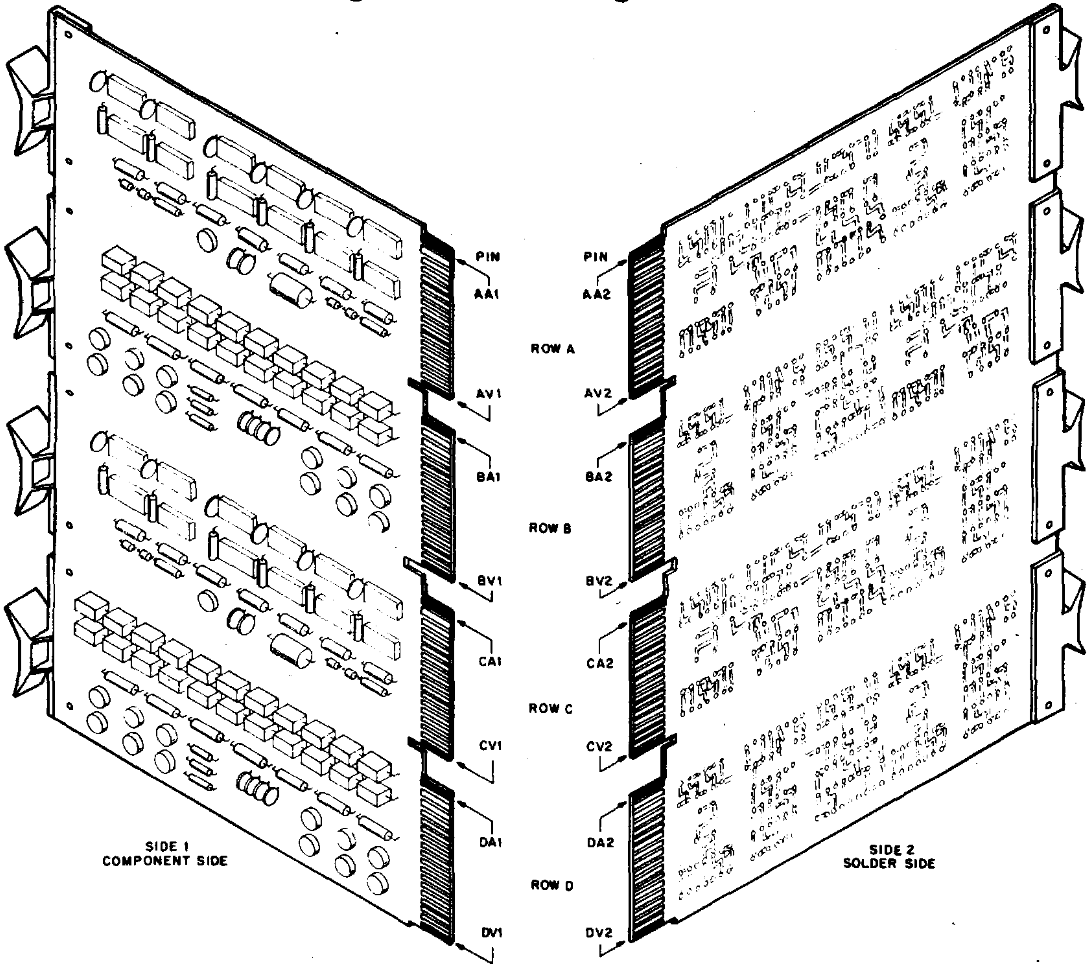 PIN
AA1
PIN
AA2
ROW A
AV1
AV2
BA1
BA2
ROW B
BV1
BV2
CA1
CA2
ROW C
CV1
CV2
DA1
DA2
SIDE 1
COMPONENT SIDE
SIDE 2
SOLDER SIDE
ROW D
DV1
DV2